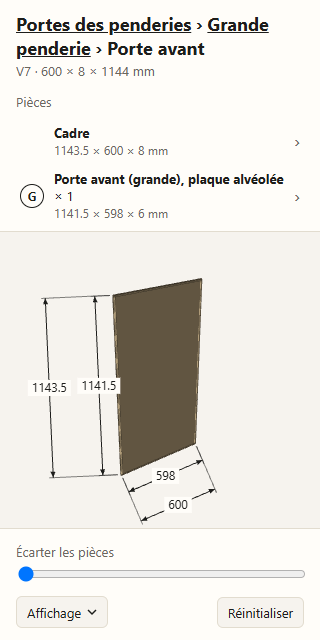 Portes des penderies › Grande
penderie › Porte avant
V7 · 600 × 8 × 1144 mm
Pièces
Cadre
1143.5 × 600 × 8 mm
›
G
Porte avant (grande), plaque alvéolée
× 1
1141.5 × 598 × 6 mm
›
1143.5
1141.5
598
600
Écarter les pièces
Affichage
Réinitialiser